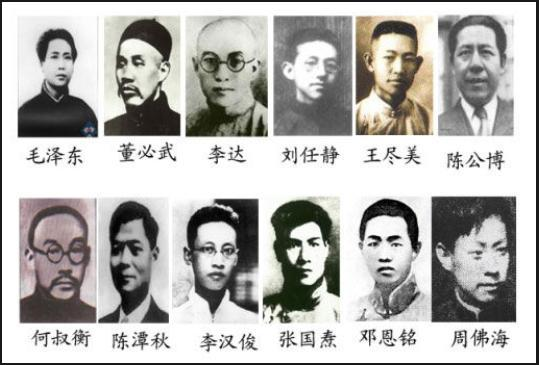 毛泽东 董必武 李达 刘任静 王尽美 陈公博
何叔衡 陈潭秋 李汉俊 张国焘 邓恩铭 周佛海